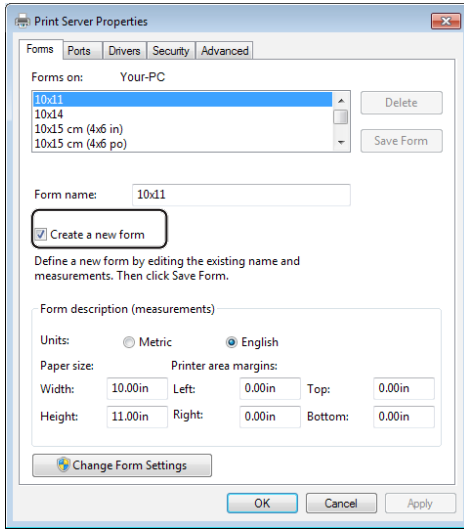 Print Server Properties
Forms Ports Drivers Security Advanced
Forms on: Your-PC
10x11
10x14
10x15 cm (4x6 in)
10x15 cm (4x6 po)
Delete
Save Form
Form name: 10x11
Create a new form
Define a new form by editing the existing name and
measurements. Then click Save Form.
Form description (measurements)
Units: Metric English
Paper size: Printer area margins:
Width: 10.00in Left: 0.00in Top: 0.00in
Height: 11.00in Right: 0.00in Bottom: 0.00in
Change Form Settings
OK Cancel Apply